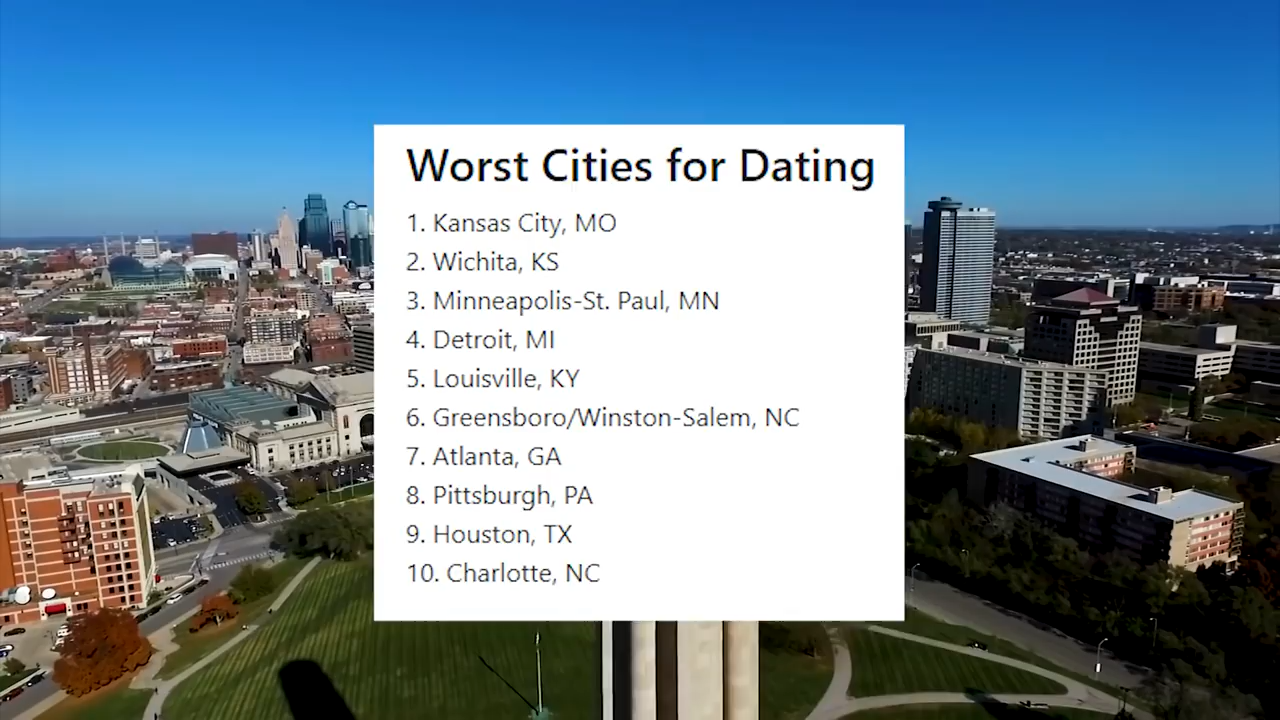 Worst Cities for Dating
1. Kansas City, MO
2. Wichita, KS
3. Minneapolis-St. Paul, MN
4. Detroit, MI
5. Louisville, KY
6. Greensboro/Winston-Salem, NC
7. Atlanta, GA
8. Pittsburgh, PA
9. Houston, TX
10. Charlotte, NC